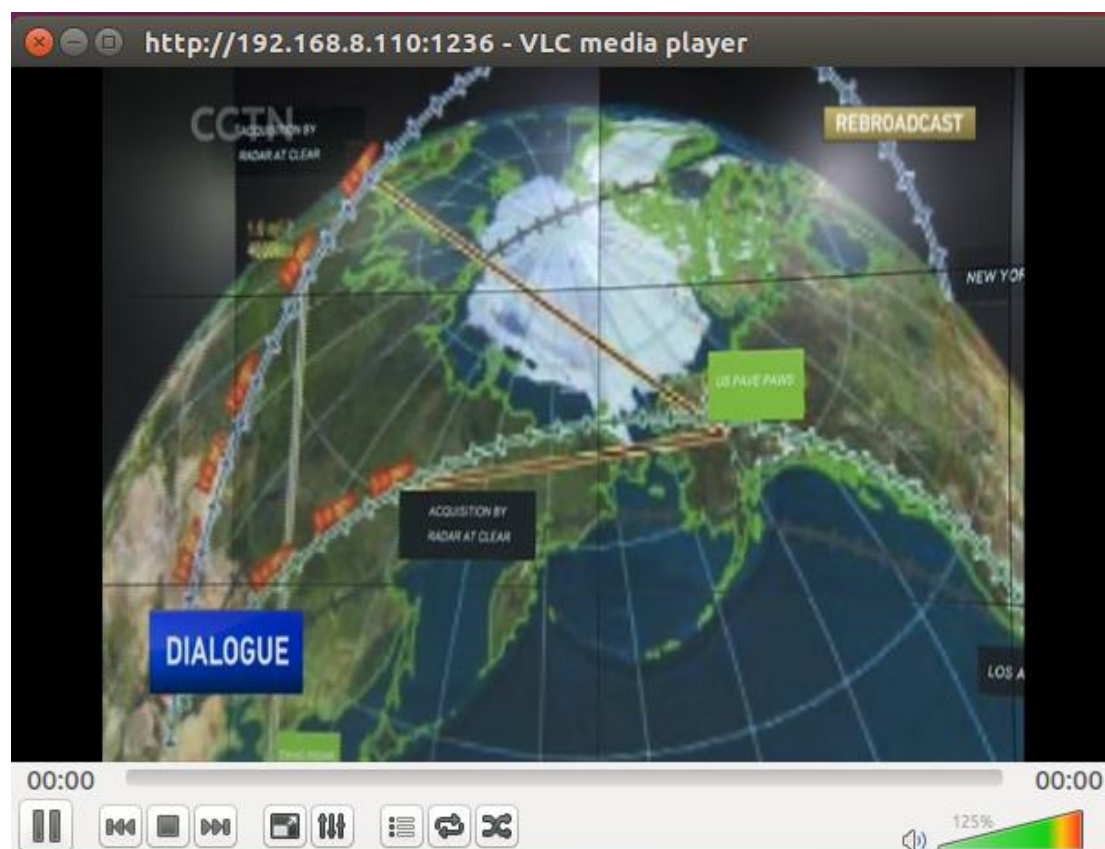 http://192.168.8.110:1236 - VLC media player
CCTN
REBROADCAST
ACQUISITION BY
RADAR AT CLEAR
NEW YOR
US PAVE PAWS
ACQUISITION BY
RADAR AT CLEAR
DIALOGUE
LOS A
00:00
00:00
125%